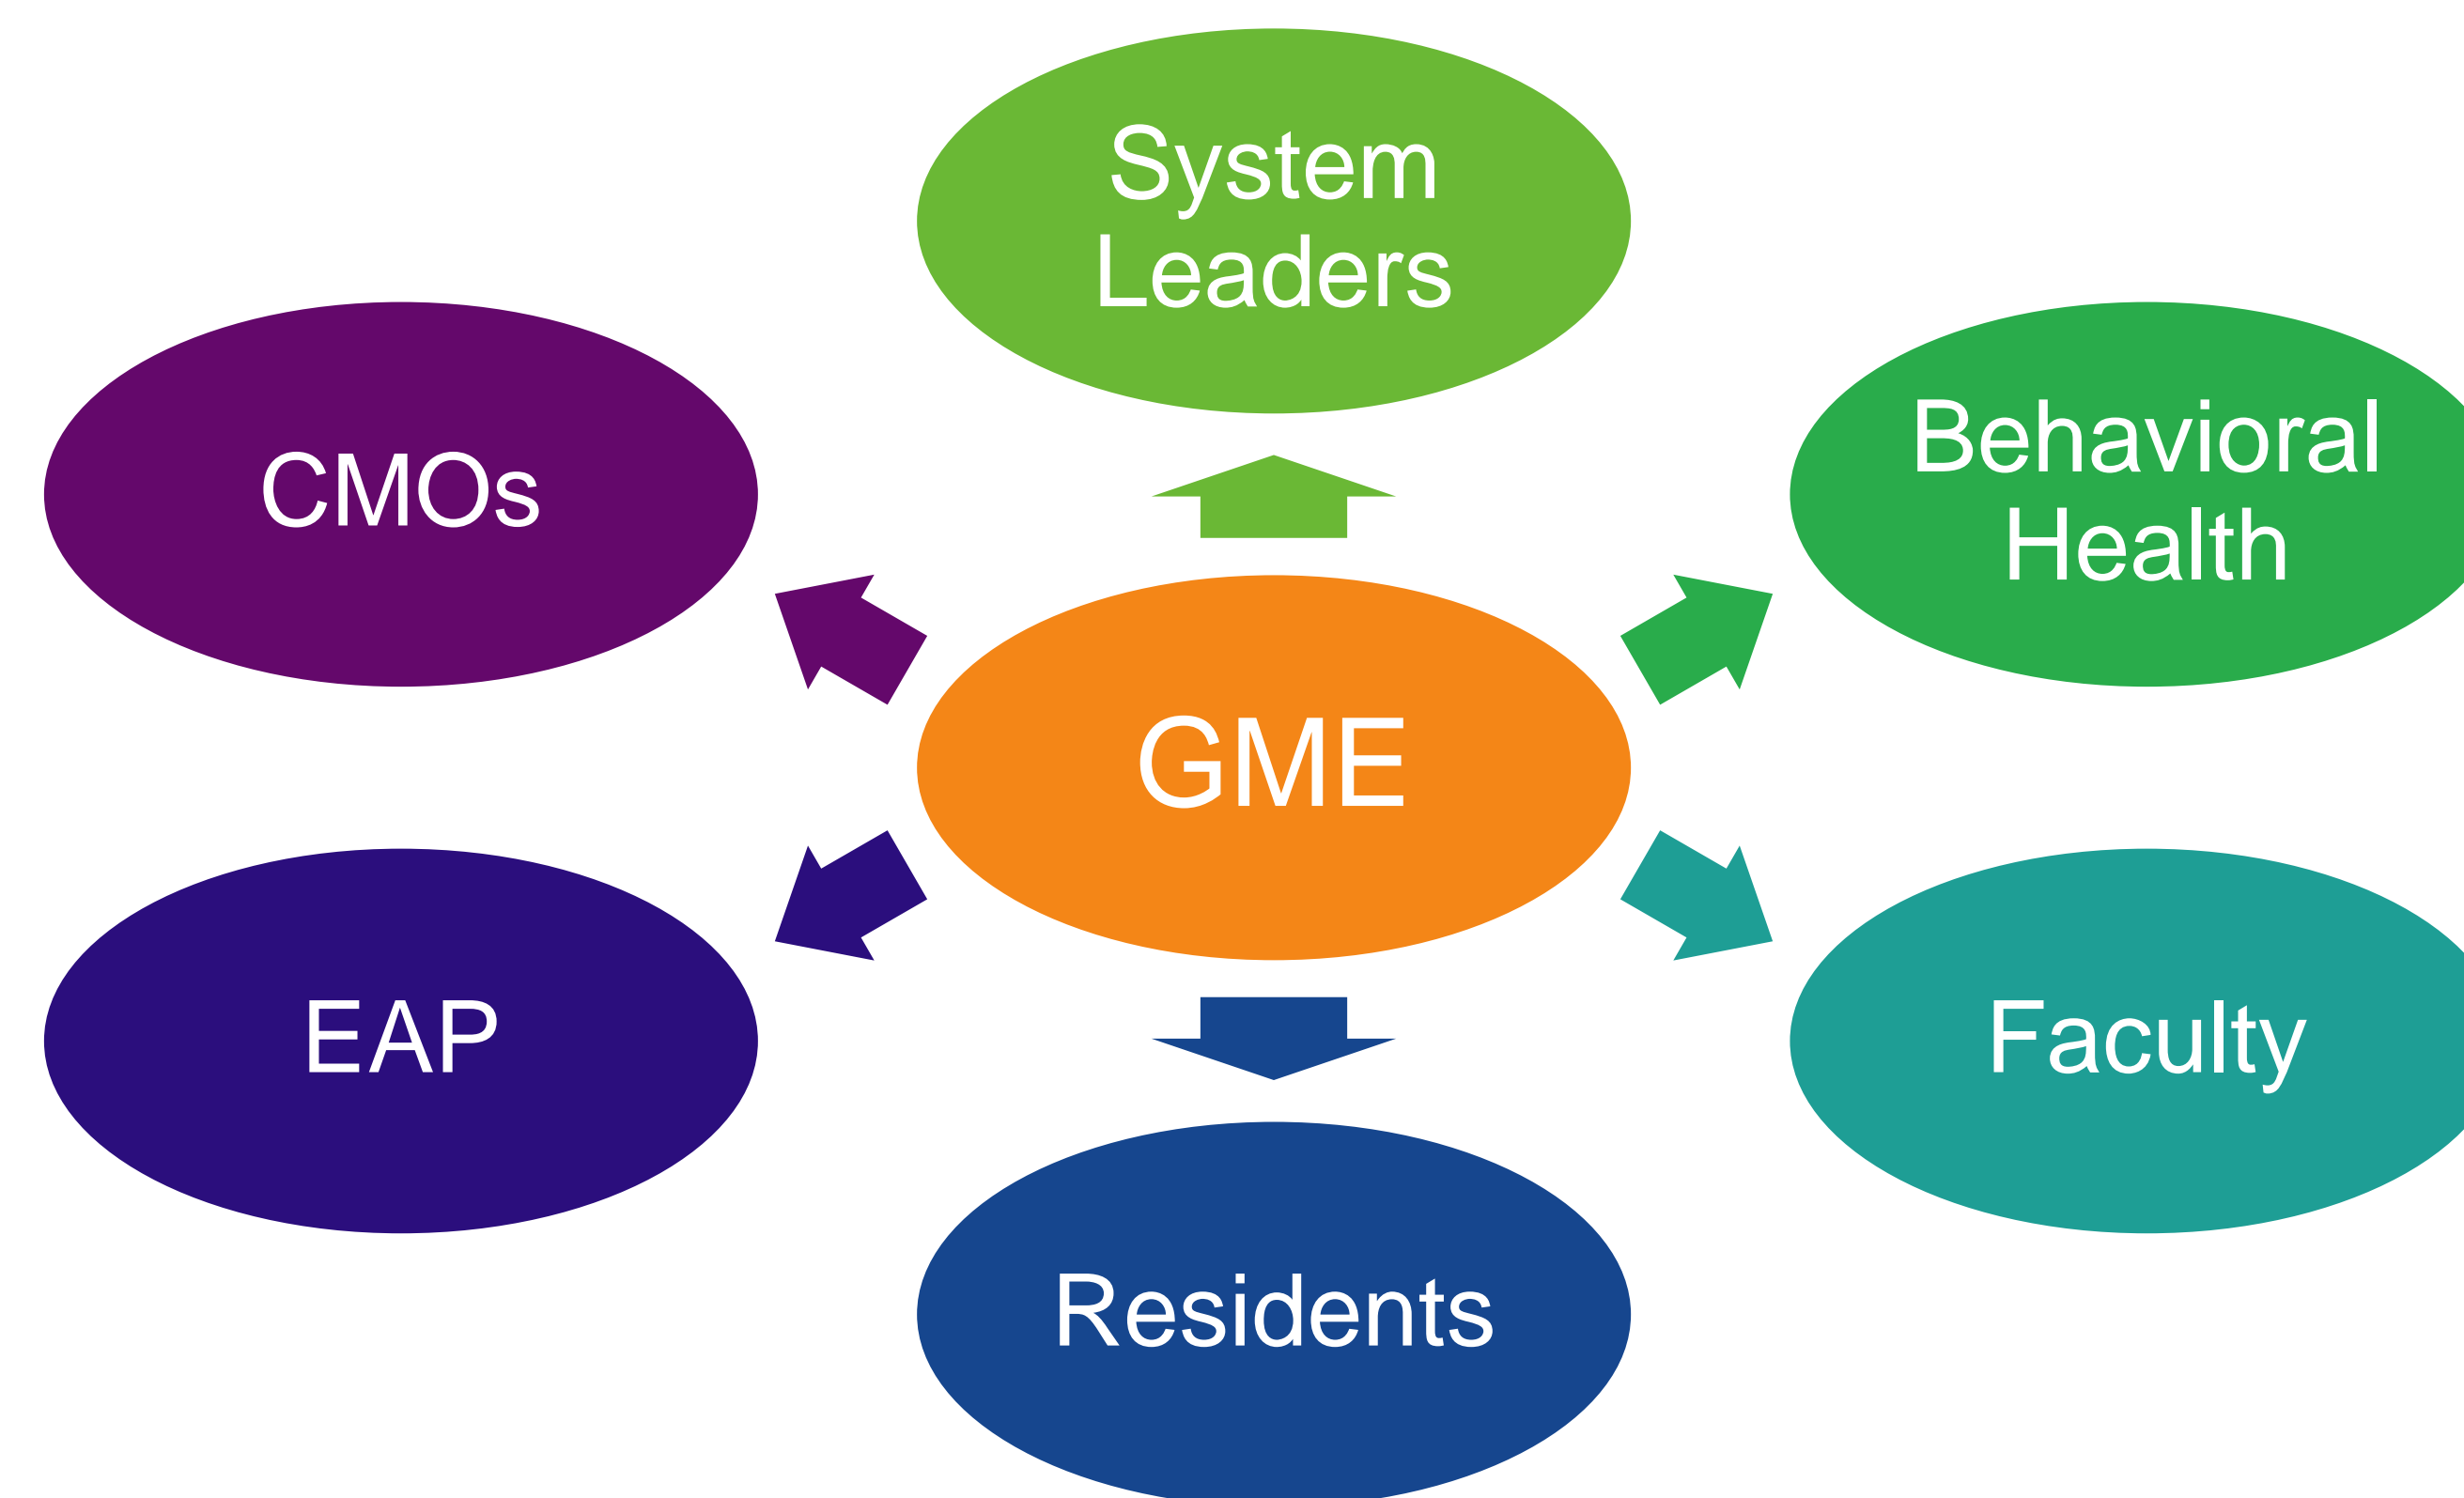 System
Leaders
CMOs
Behavioral
Health
GME
EAP
Faculty
Residents